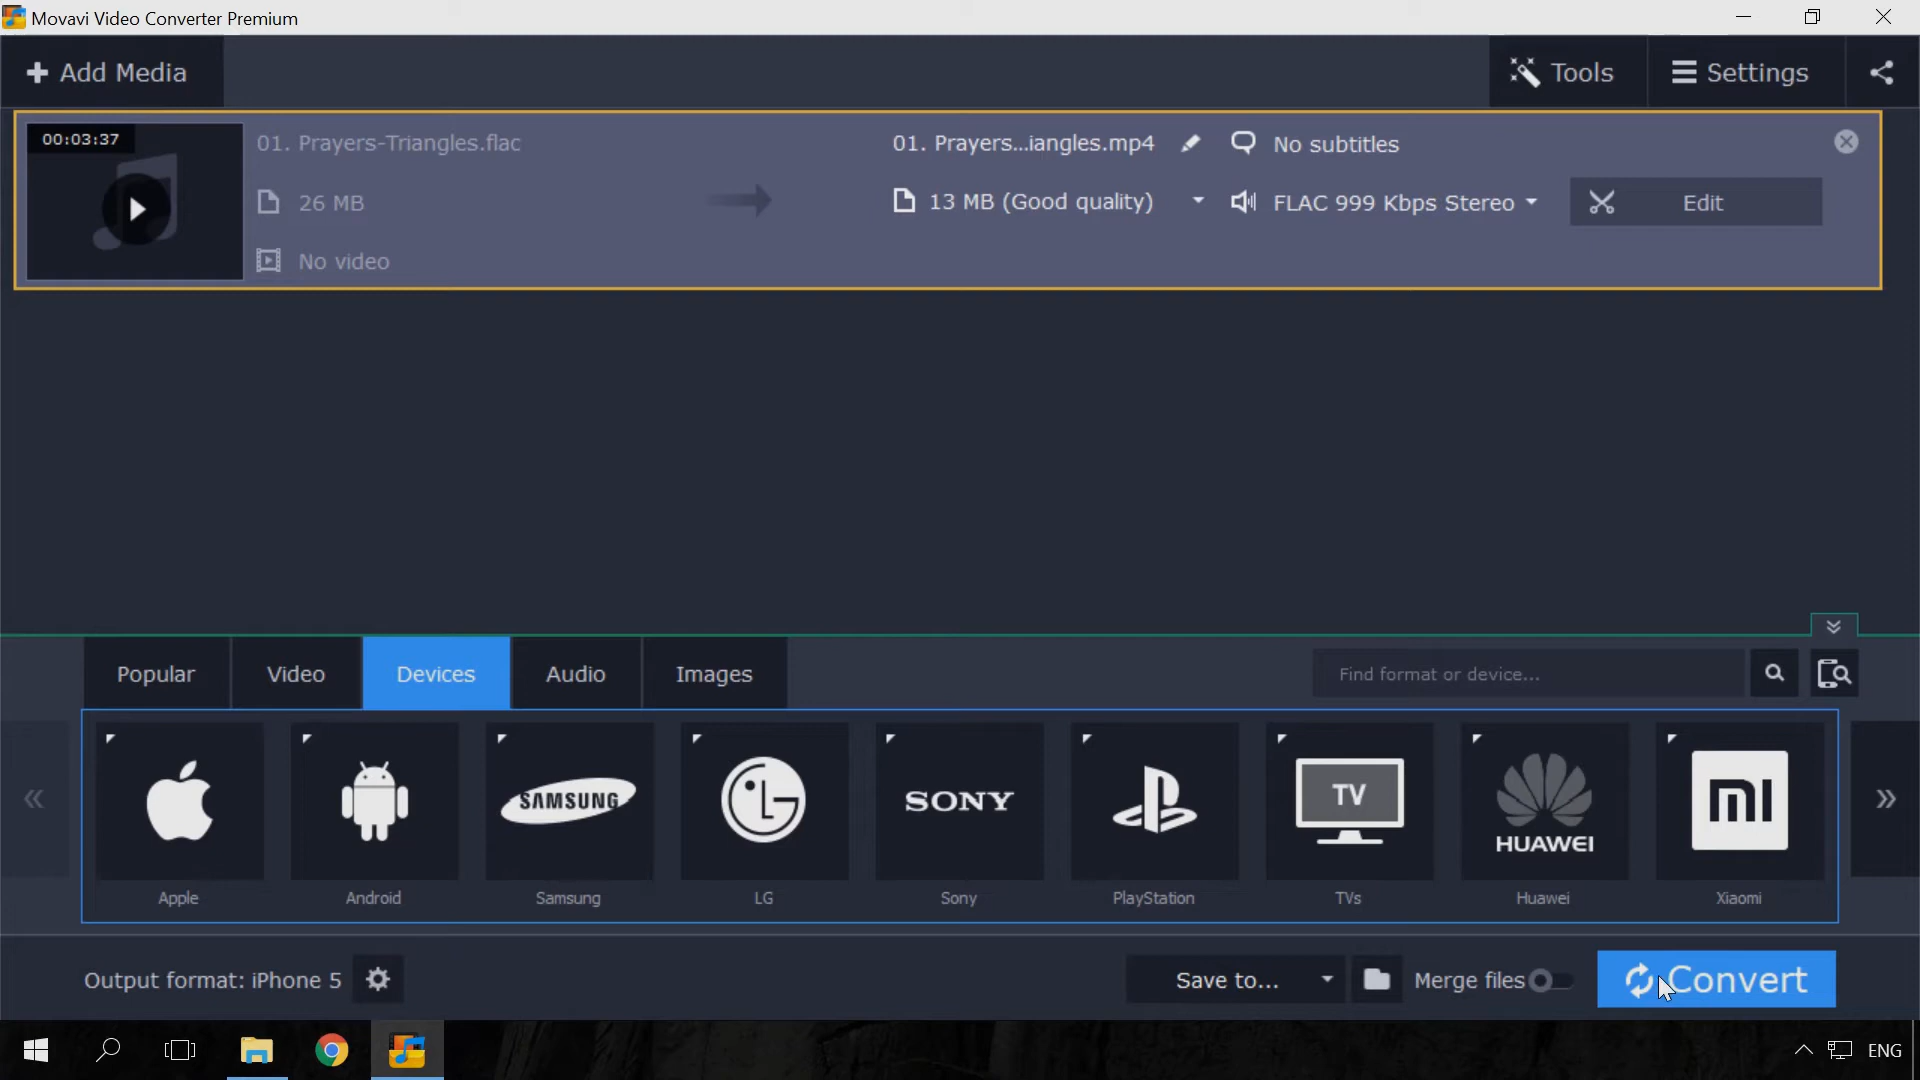 Movavi Video Converter Premium
Add Media
Tools
Settings
00:03:37
01. Prayers-Triangles.flac
01. Prayers...iangles.mp4
No subtitles
26 MB
13 MB (Good quality)
FLAC 999 Kbps Stereo
Edit
No video
Popular
Video
Devices
Audio
Images
Find format or device...
SAMSUNG
LG
SONY
TV
HUAWEI
mı
Apple
Android
Samsung
LG
Sony
PlayStation
TVs
Huawei
Xiaomi
Output format: iPhone 5
Save to...
Merge files
Convert
ENG